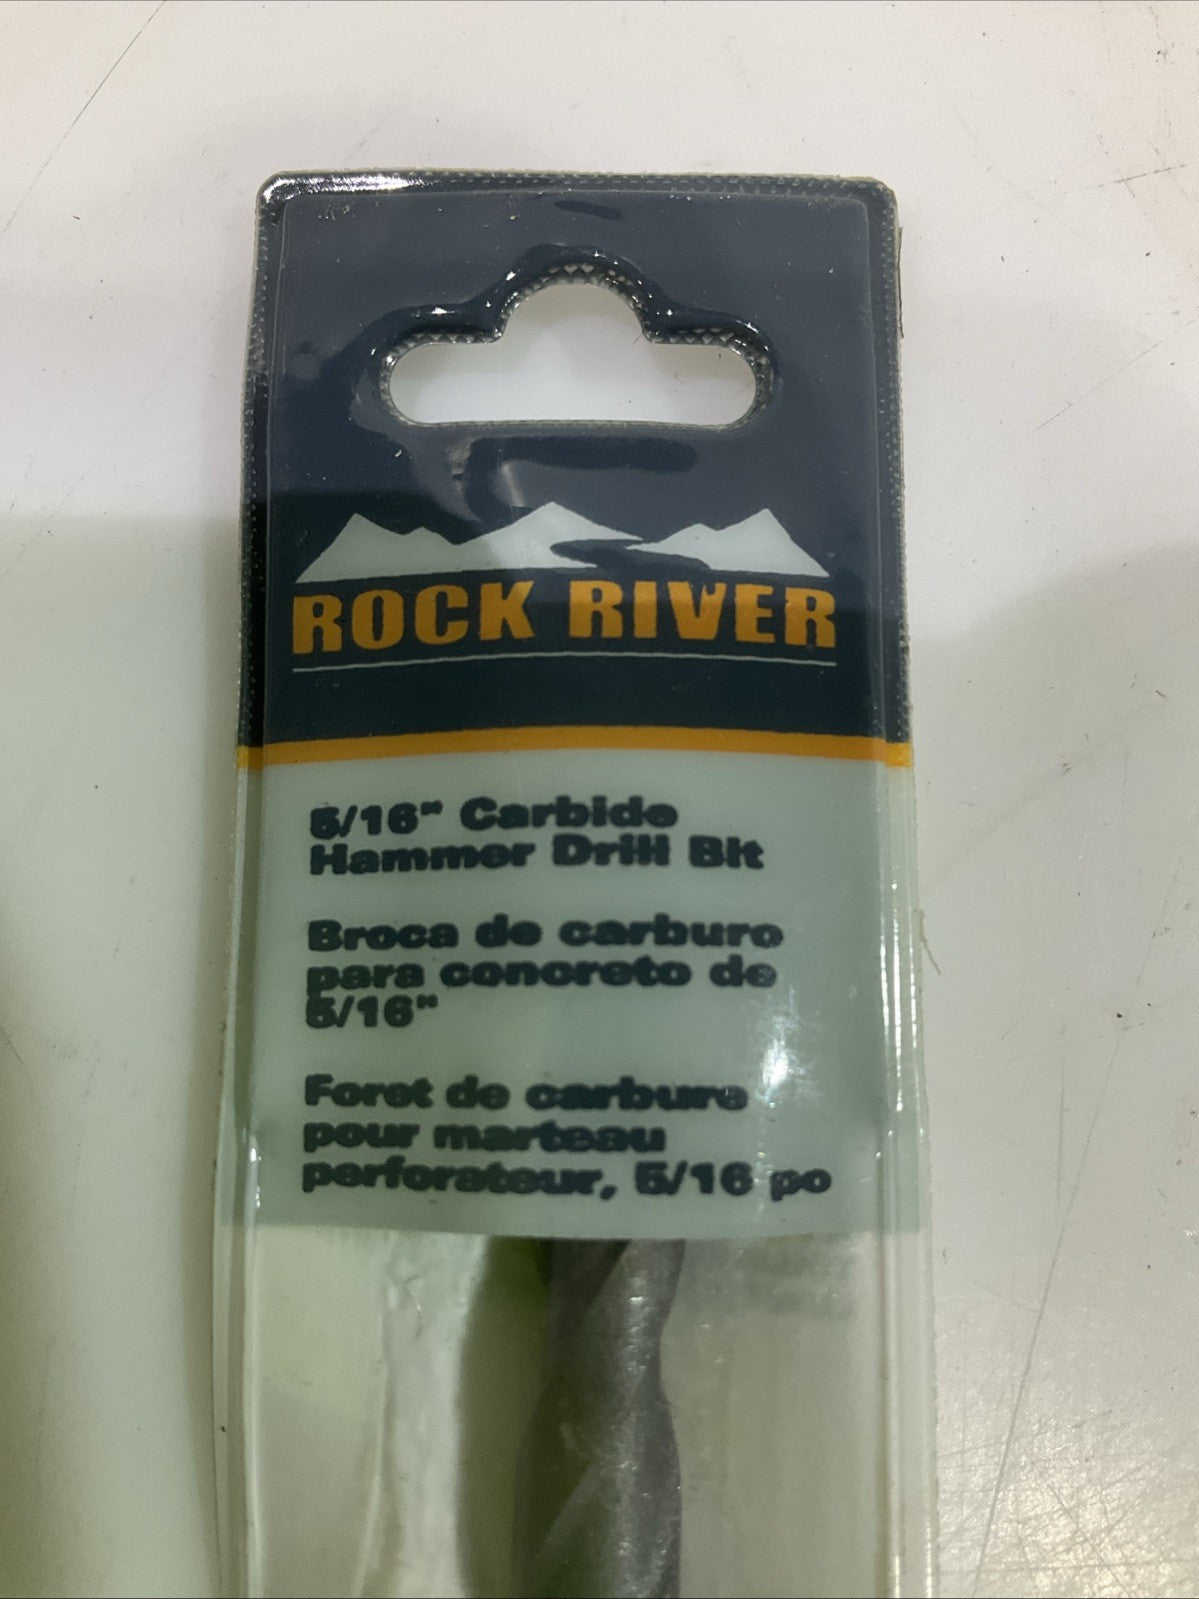 ROCK RIVER
5/16" Carbide
Hammer Drill Bit
Broca de carburo
para concreto de
5/16"
Foret de carbure
pour marteau
perforateur, 5/16 po